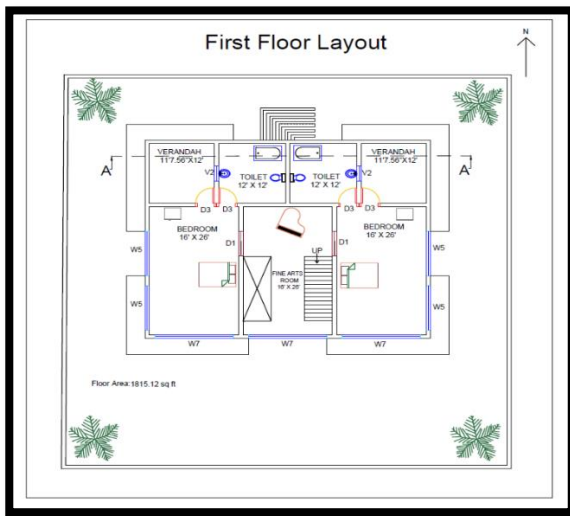 First Floor Layout
N
VERANDAH
11'7.56"X12'
VERANDAH
11'7.56"X12'
A
A
V2
TOILET
12' X 12'
TOILET
12' X 12'
V2
D3
D3
D3
D3
BEDROOM
16' X 26'
BEDROOM
16' X 26'
D1
D1
UP
W5
W5
FINE ARTS
ROOM
16' X 26'
W5
W5
W7
W7
W7
Floor Area:1815.12 sq ft